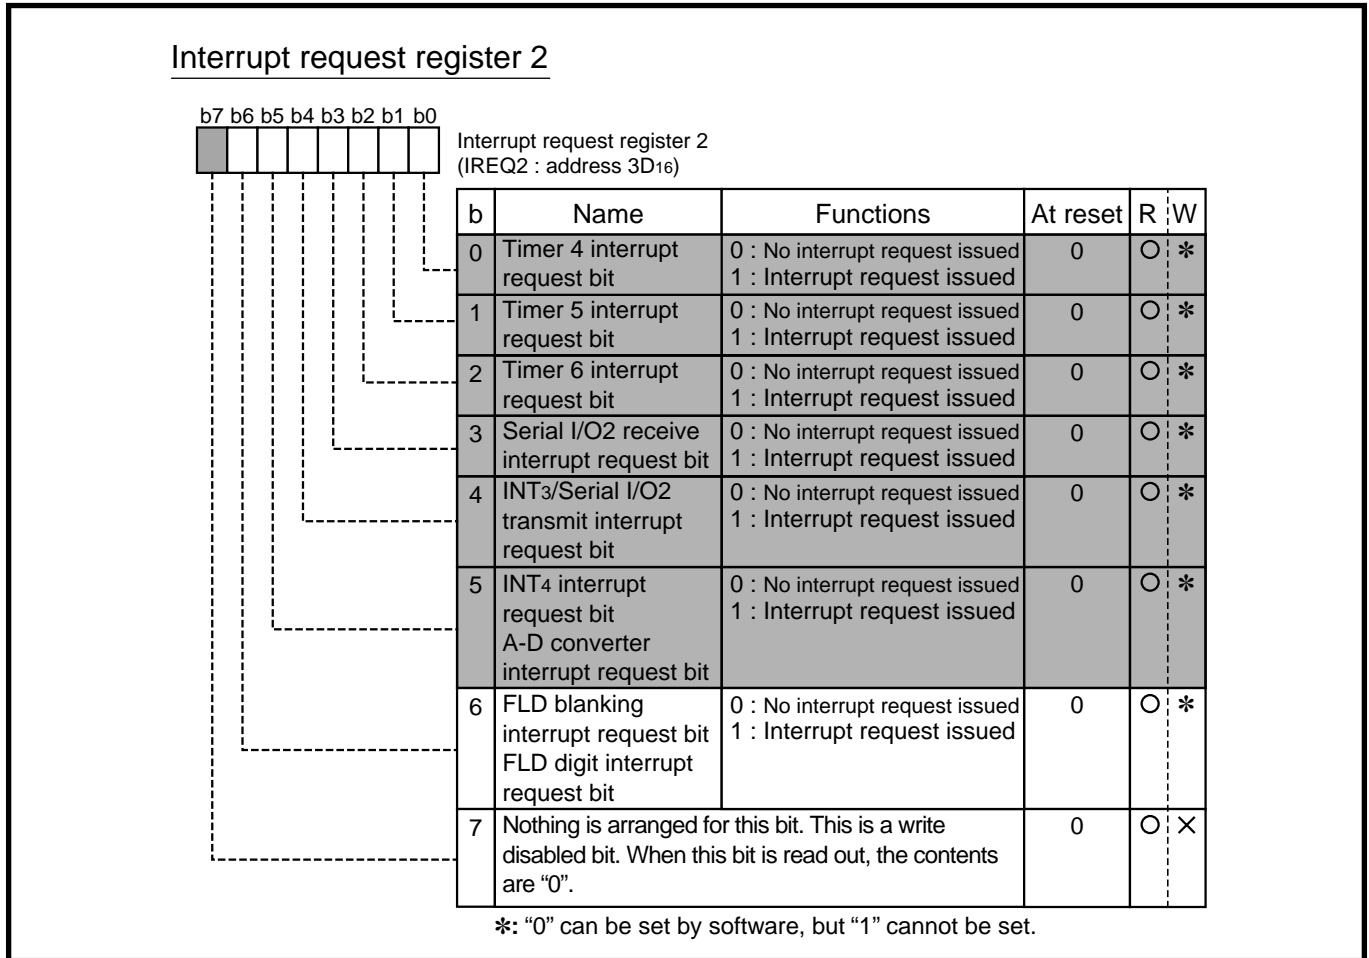 Interrupt request register 2
b7 b6 b5 b4 b3 b2 b1 b0
Interrupt request register 2
(IREQ2 : address 3D16)
b Name Functions At reset R W
0 Timer 4 interrupt request bit 0 : No interrupt request issued 0 ○ ✻
1 : Interrupt request issued
1 Timer 5 interrupt request bit 0 : No interrupt request issued 0 ○ ✻
1 : Interrupt request issued
2 Timer 6 interrupt request bit 0 : No interrupt request issued 0 ○ ✻
1 : Interrupt request issued
3 Serial I/O2 receive interrupt request bit 0 : No interrupt request issued 0 ○ ✻
1 : Interrupt request issued
4 INT3/Serial I/O2 transmit interrupt request bit 0 : No interrupt request issued 0 ○ ✻
1 : Interrupt request issued
5 INT4 interrupt request bit A-D converter interrupt request bit 0 : No interrupt request issued 0 ○ ✻
1 : Interrupt request issued
6 FLD blanking interrupt request bit FLD digit interrupt request bit 0 : No interrupt request issued 0 ○ ✻
1 : Interrupt request issued
7 Nothing is arranged for this bit. This is a write 0 ○ ×
disabled bit. When this bit is read out, the contents
are “0”.
✻: “0” can be set by software, but “1” cannot be set.